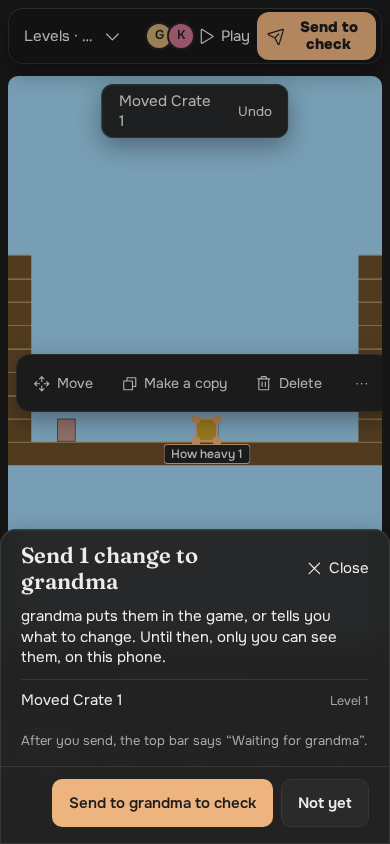 Levels · ...
G
K
Play
Send to
check
Moved Crate
1
Undo
Move
Make a copy
Delete
...
How heavy 1
Send 1 change to
grandma
Close
grandma puts them in the game, or tells you
what to change. Until then, only you can see
them, on this phone.
Moved Crate 1
Level 1
After you send, the top bar says “Waiting for grandma”.
Send to grandma to check
Not yet